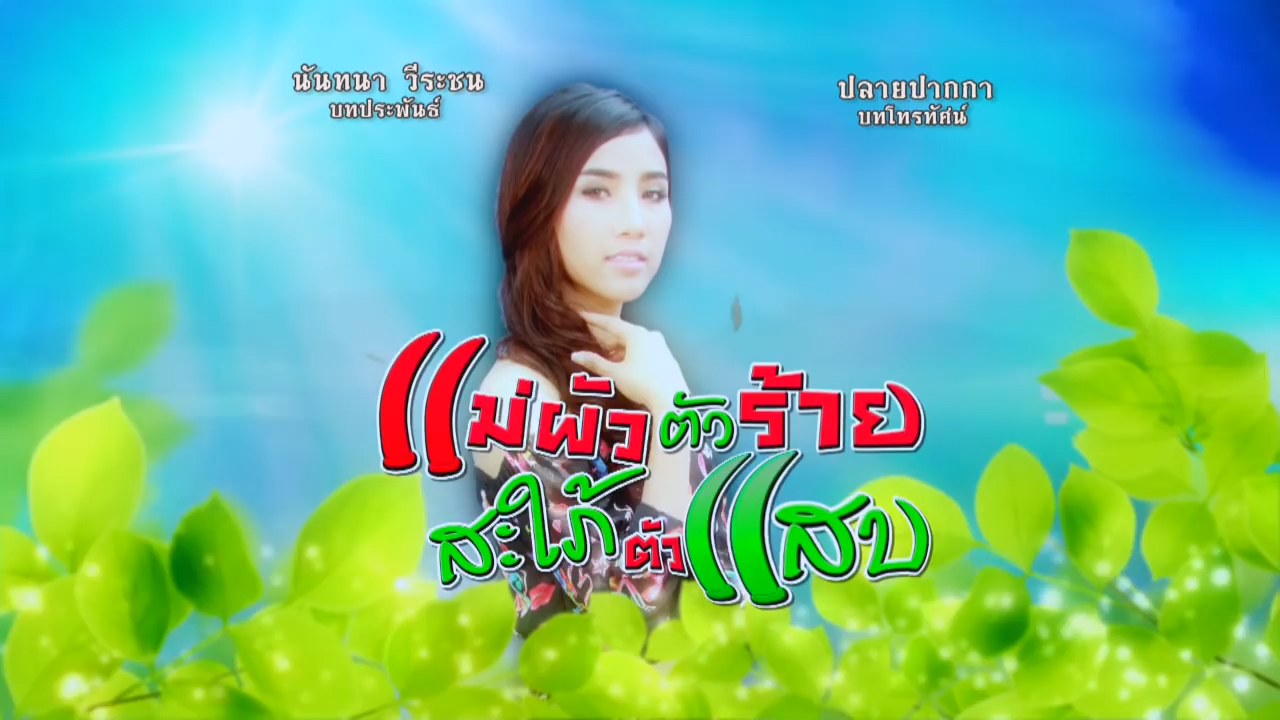 นันทนา วีระชน
บทประพันธ์
ปลายปากกา
บทโทรทัศน์
แม่ผัวตัวร้าย
สะใภ้ตัวแสบ